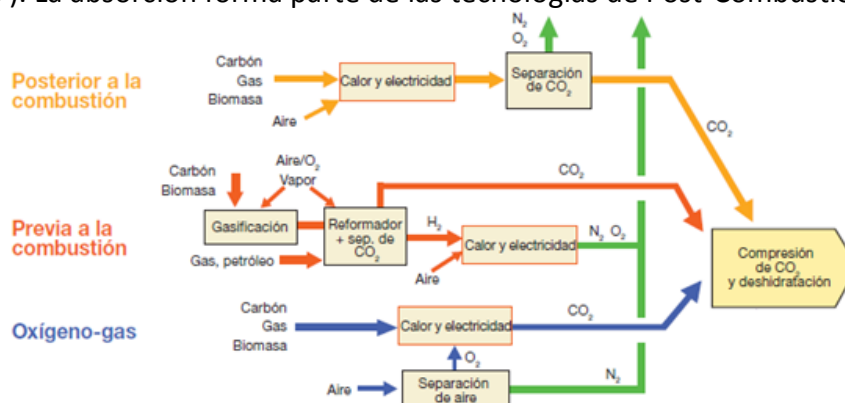 ). La absorción forma parte de las tecnologías de Post-Combustió
N₂
O₂
Posterior a la
combustión
Carbón
Gas
Biomasa
Aire
Calor y electricidad
Separación
de CO₂
CO₂
Previa a la
combustión
Carbón
Biomasa
Aire/O₂
Vapor
Gasificación
Gas, petróleo
Reformador
+ sep. de
CO₂
CO₂
H₂
Aire
Calor y electricidad
N₂ O₂
Compresión
de CO₂
y deshidratación
Oxígeno-gas
Carbón
Gas
Biomasa
Calor y electricidad
CO₂
O₂
Aire
Separación
de aire
N₂